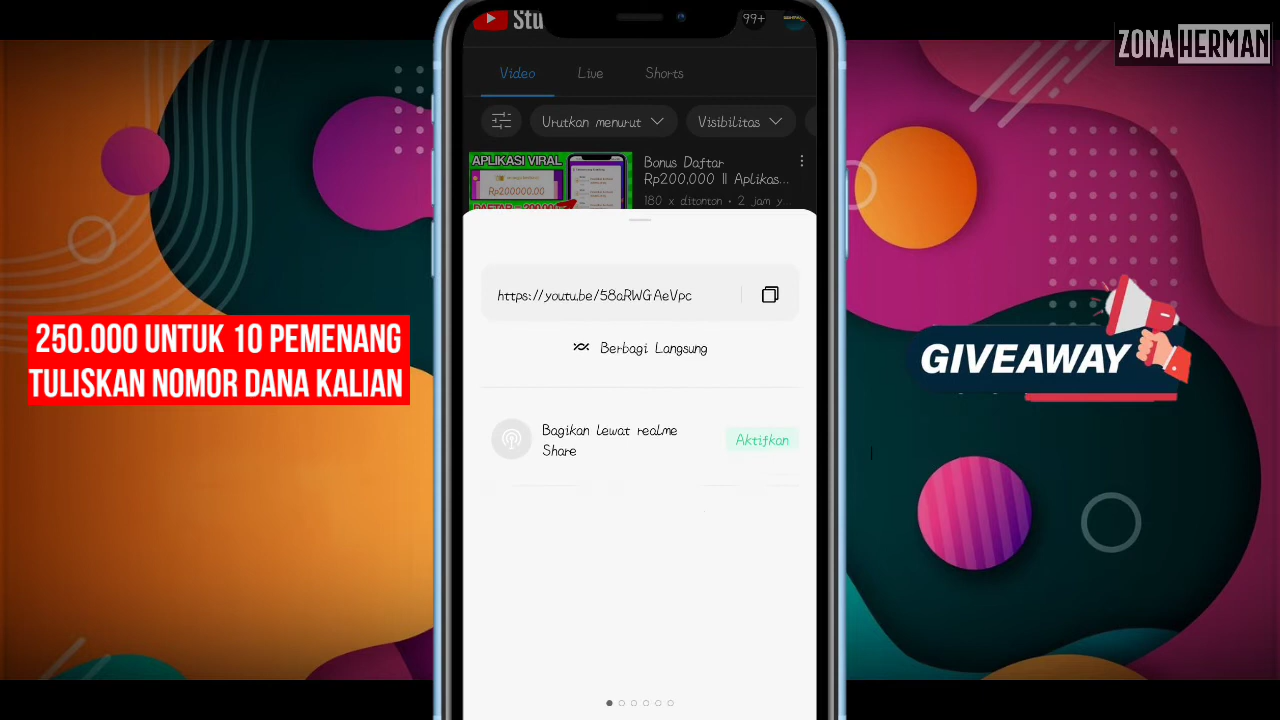 Stu
99+
ZONAHERMAN
Video
Live
Shorts
Urutkan menurut
Visibilitas
APLIKASI VIRAL
Rp200000,00
Bonus Daftar
Rp200.000 || Aplikas...
180 x ditonton • 2 jam y...
https://youtu.be/58aRWGAeVpc
Berbagi Langsung
250.000 UNTUK 10 PEMENANG
TULISKAN NOMOR DANA KALIAN
GIVEAWAY
Bagikan lewat realme
Share
Aktifkan